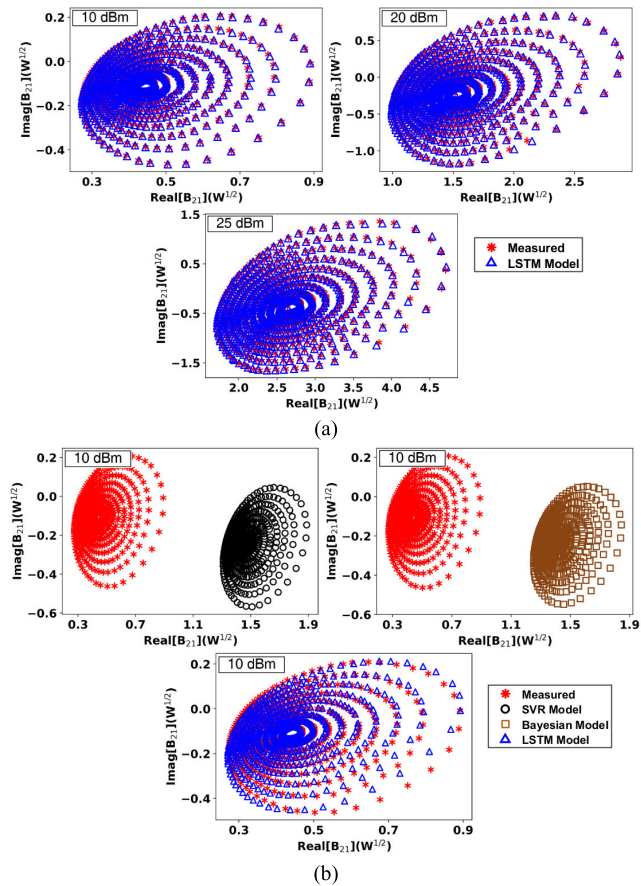 10 dBm
0.2
0.0
−0.2
−0.4
Imag[B21](W1/2)
0.3 0.5 0.7 0.9
Real[B21](W1/2)
20 dBm
0.83
0.33
−0.16
−0.66
−1.16
Imag[B21](W1/2)
1.0 1.5 2.0 2.5
Real[B21](W1/2)
25 dBm
1.5
0.5
−0.5
−1.5
Imag[B21](W1/2)
2.0 2.5 3.0 3.5 4.0 4.5
Real[B21](W1/2)
Measured
LSTM Model
(a)
10 dBm
0.2
0.0
−0.2
−0.4
−0.6
Imag[B21](W1/2)
0.3 0.7 1.1 1.5 1.9
Real[B21](W1/2)
10 dBm
0.2
0.0
−0.2
−0.4
−0.6
Imag[B21](W1/2)
0.3 0.7 1.1 1.5 1.9
Real[B21](W1/2)
10 dBm
0.2
0.0
−0.2
−0.4
Imag[B21](W1/2)
0.3 0.5 0.7 0.9
Real[B21](W1/2)
Measured
SVR Model
Bayesian Model
LSTM Model
(b)